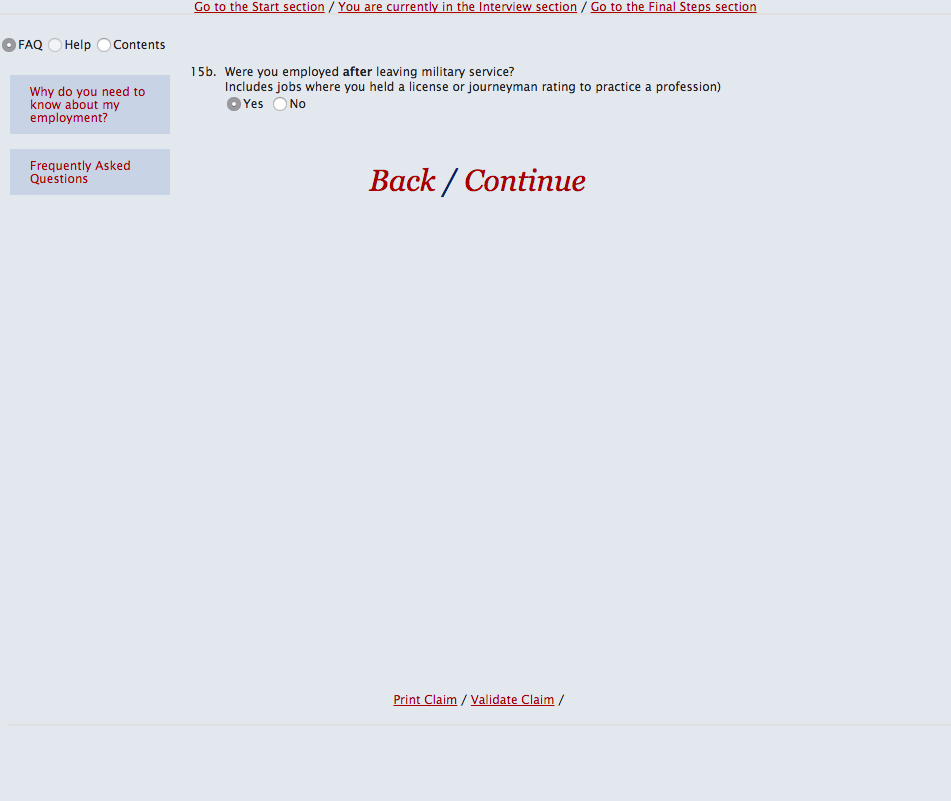 Go to the Start section / You are currently in the Interview section / Go to the Final Steps section
FAQ Help Contents
Why do you need to
know about my
employment?
Frequently Asked
Questions
15b. Were you employed after leaving military service?
Includes jobs where you held a license or journeyman rating to practice a profession)
Yes No
Back / Continue
Print Claim / Validate Claim /